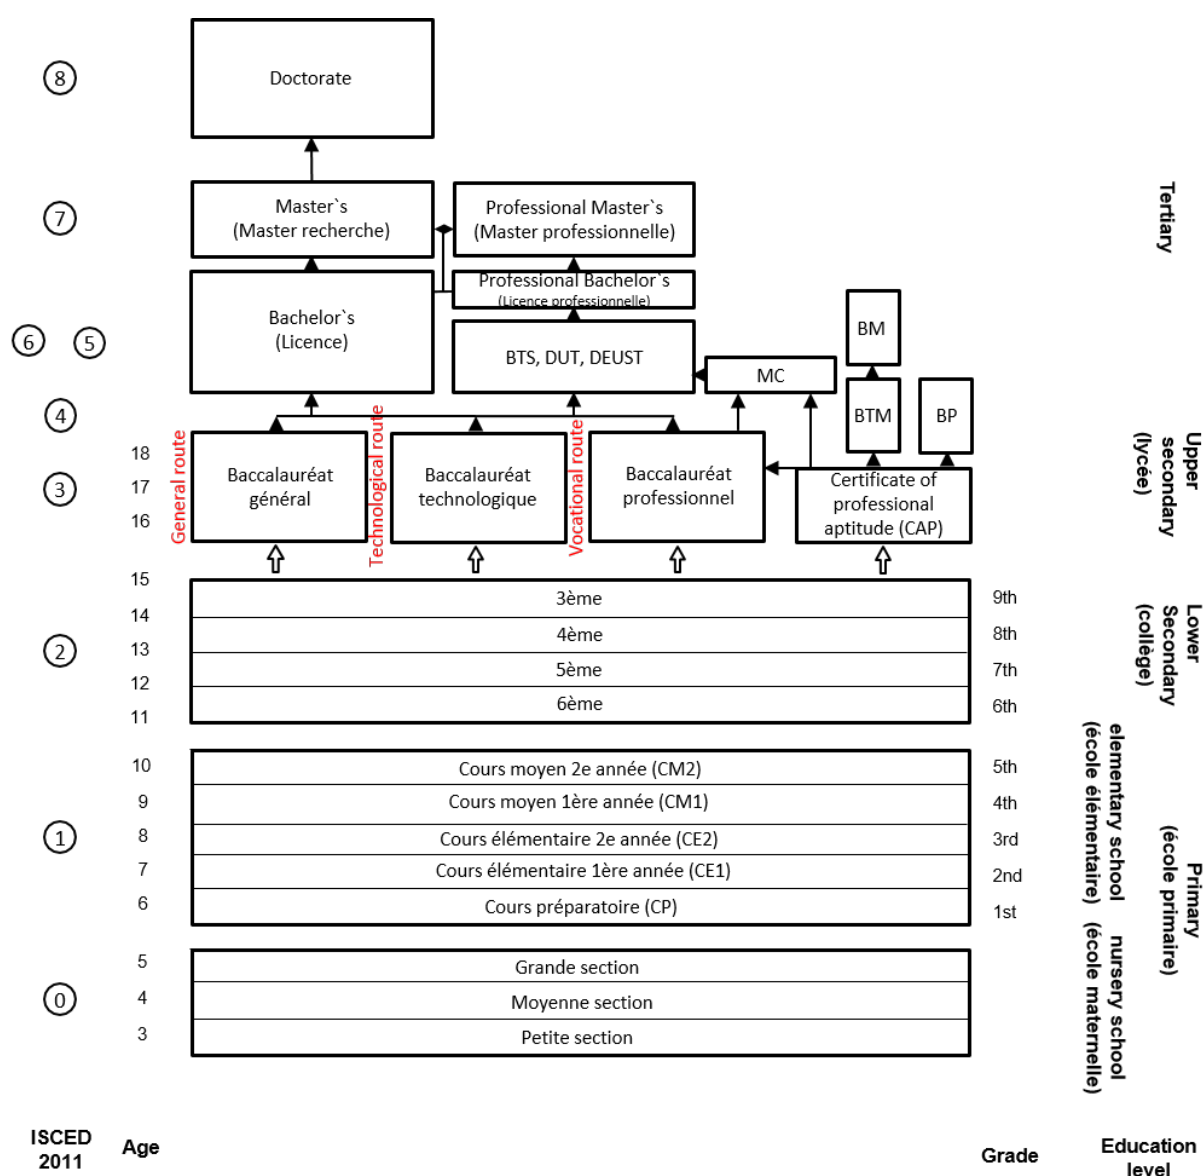 8
Doctorate
7
Master`s
(Master recherche)
Professional Master`s
(Master professionnelle)
Tertiary
Professional Bachelor`s
(Licence professionelle)
6
5
Bachelor`s
(Licence)
BTS, DUT, DEUST
MC
BM
4
BTM
BP
General route
Technological route
Vocational route
18
3
17
16
Baccalauréat
général
Baccalauréat
technologique
Baccalauréat
professionnel
Certificate of
professional
aptitude (CAP)
Upper
secondary
(lycée)
15
3ème
9th
14
4ème
8th
2
13
5ème
7th
12
6ème
6th
11
Lower
Secondary
(collège)
10
Cours moyen 2e année (CM2)
5th
9
Cours moyen 1ère année (CM1)
4th
1
8
Cours élémentaire 2e année (CE2)
3rd
7
Cours élémentaire 1ère année (CE1)
2nd
6
Cours préparatoire (CP)
1st
elementary school
(école élémentaire)
Primary
(école primaire)
5
Grande section
0
4
Moyenne section
3
Petite section
nursery school
(école maternelle)
ISCED
2011
Age
Grade
Education
level